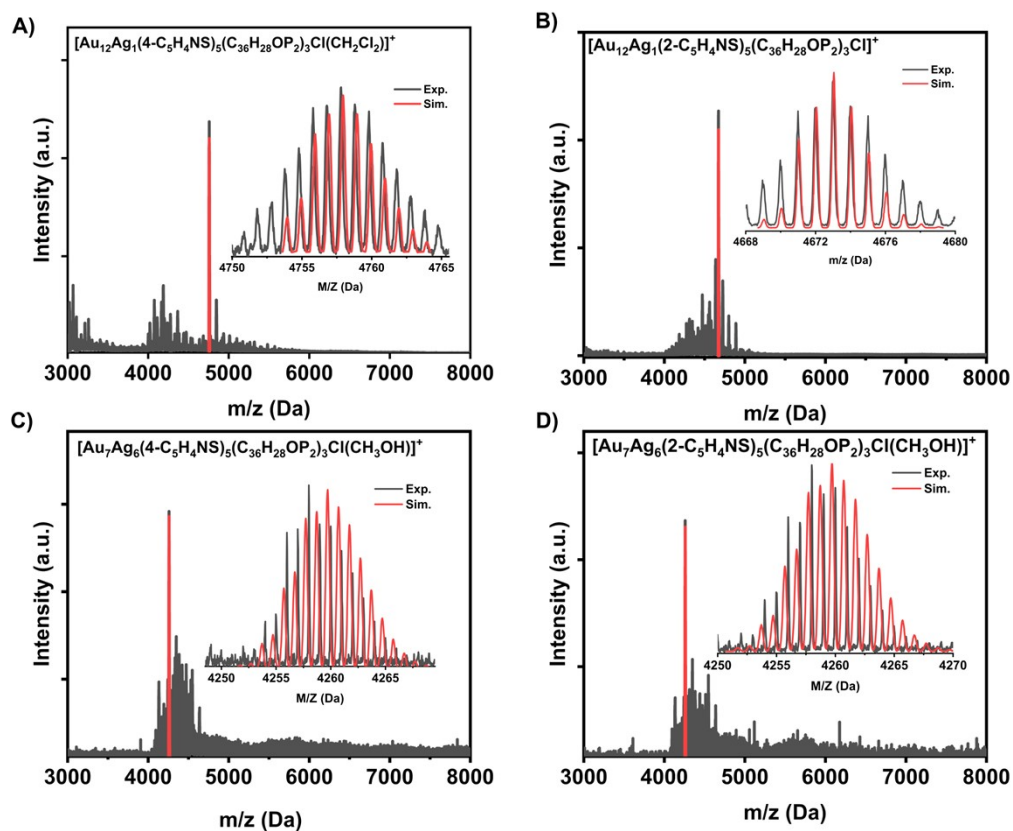 A)
[Au₁₂Ag₁(4-C₅H₄NS)₅(C₃₆H₂₈OP₂)₃Cl(CH₂Cl₂)]⁺
Exp.
Sim.
4750 4755 4760 4765
M/Z (Da)
Intensity (a.u.)
3000 4000 5000 6000 7000 8000
m/z (Da)
B)
[Au₁₂Ag₁(2-C₅H₄NS)₅(C₃₆H₂₈OP₂)₃Cl]⁺
Exp.
Sim.
4668 4672 4676 4680
m/z (Da)
Intensity (a.u.)
3000 4000 5000 6000 7000 8000
m/z (Da)
C)
[Au₇Ag₆(4-C₅H₄NS)₅(C₃₆H₂₈OP₂)₃Cl(CH₃OH)]⁺
Exp.
Sim.
4250 4255 4260 4265
M/Z (Da)
Intensity (a.u.)
3000 4000 5000 6000 7000 8000
m/z (Da)
D)
[Au₇Ag₆(2-C₅H₄NS)₅(C₃₆H₂₈OP₂)₃Cl(CH₃OH)]⁺
Exp.
Sim.
4250 4255 4260 4265 4270
M/Z (Da)
Intensity (a.u.)
3000 4000 5000 6000 7000 8000
m/z (Da)